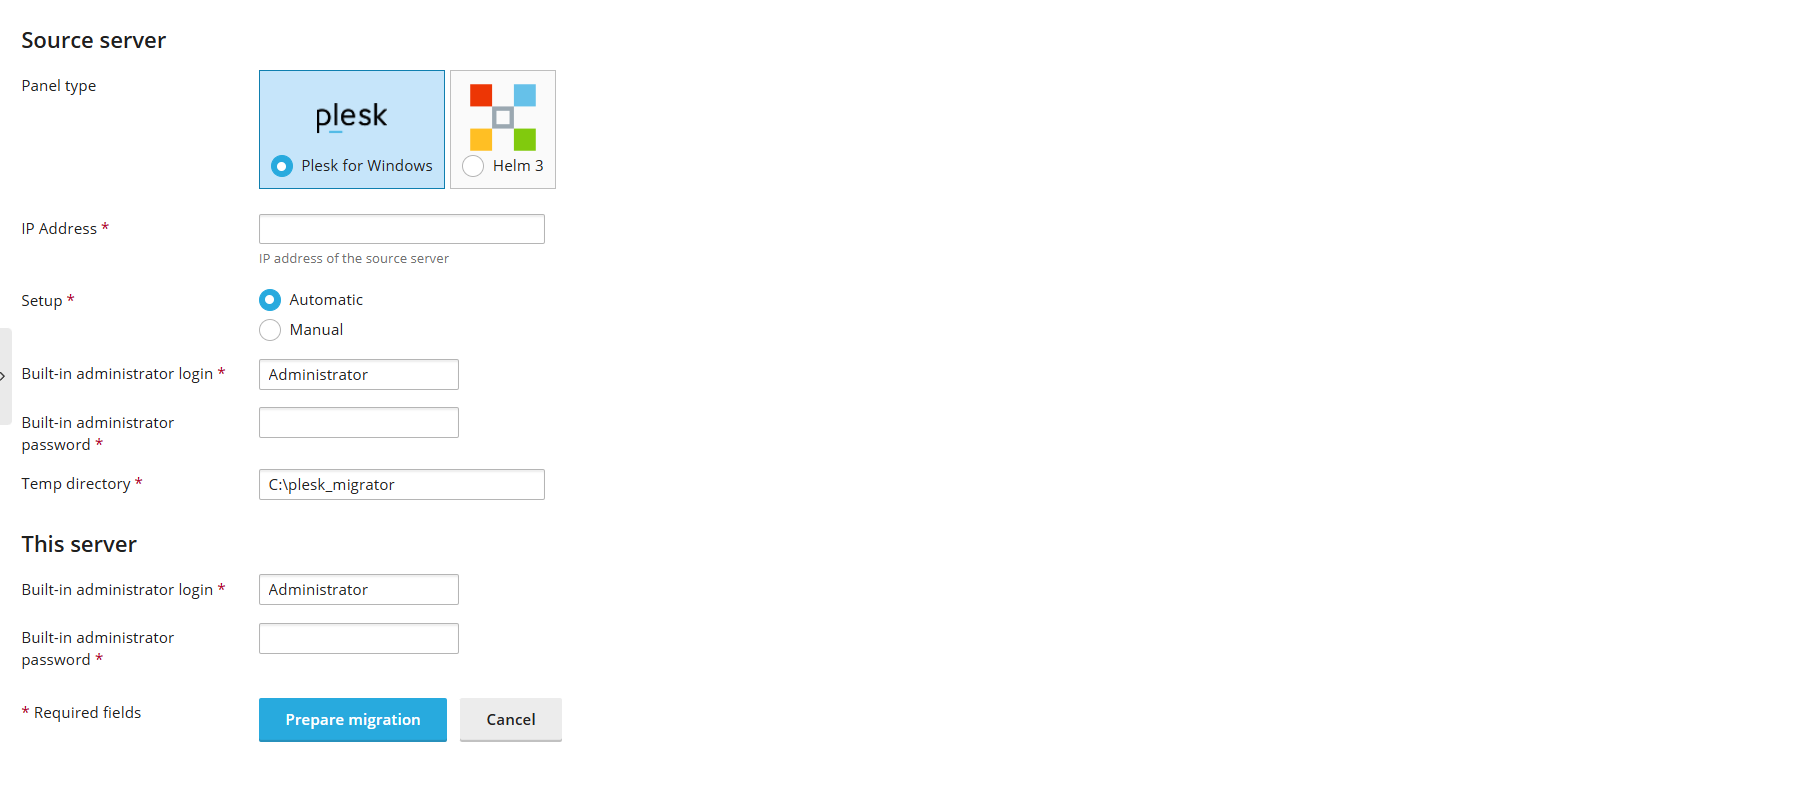 Source server
Panel type
plesk
Plesk for Windows
Helm 3
IP Address *
IP address of the source server
Setup *
Automatic
Manual
Built-in administrator login *
Administrator
Built-in administrator
password *
Temp directory *
C:\plesk_migrator
This server
Built-in administrator login *
Administrator
Built-in administrator
password *
* Required fields
Prepare migration
Cancel